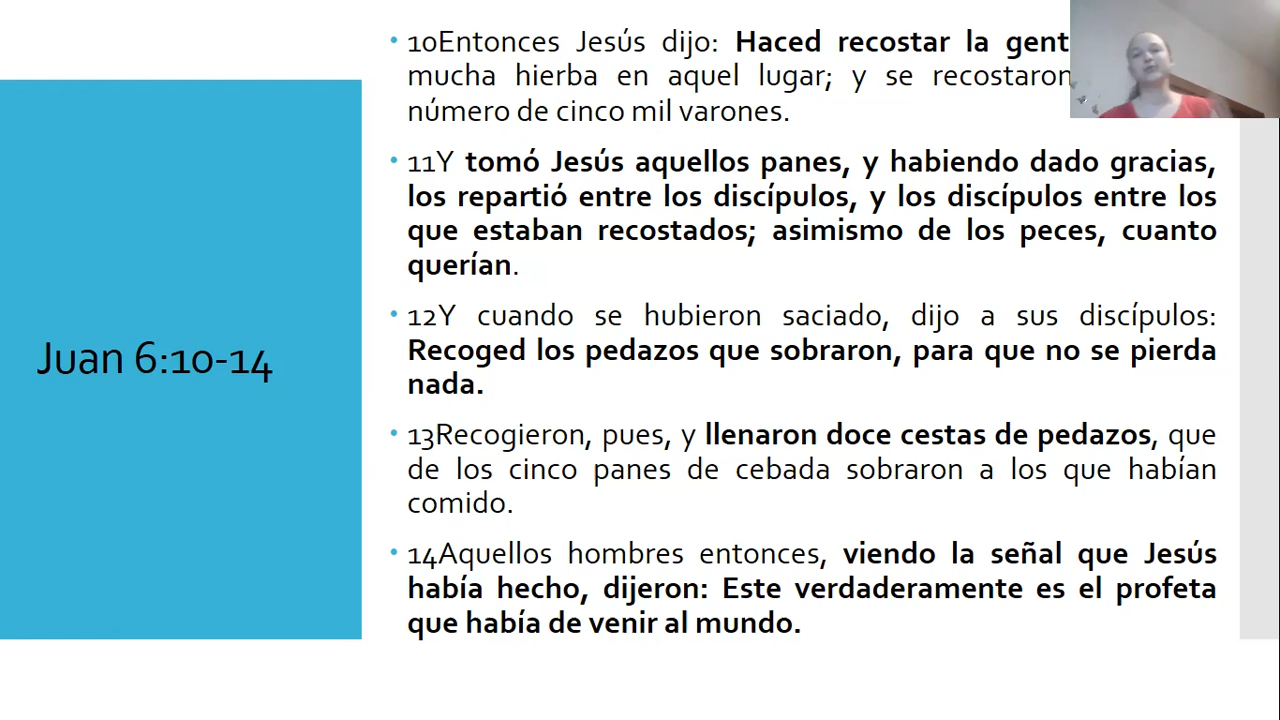 Juan 6:10-14
• 10Entonces Jesús dijo: Haced recostar la gent
mucha hierba en aquel lugar; y se recostaron
número de cinco mil varones.
• 11Y tomó Jesús aquellos panes, y habiendo dado gracias,
los repartió entre los discípulos, y los discípulos entre los
que estaban recostados; asimismo de los peces, cuanto
querían.
• 12Y cuando se hubieron saciado, dijo a sus discípulos:
Recoged los pedazos que sobraron, para que no se pierda
nada.
• 13Recogieron, pues, y llenaron doce cestas de pedazos, que
de los cinco panes de cebada sobraron a los que habían
comido.
• 14Aquellos hombres entonces, viendo la señal que Jesús
había hecho, dijeron: Este verdaderamente es el profeta
que había de venir al mundo.